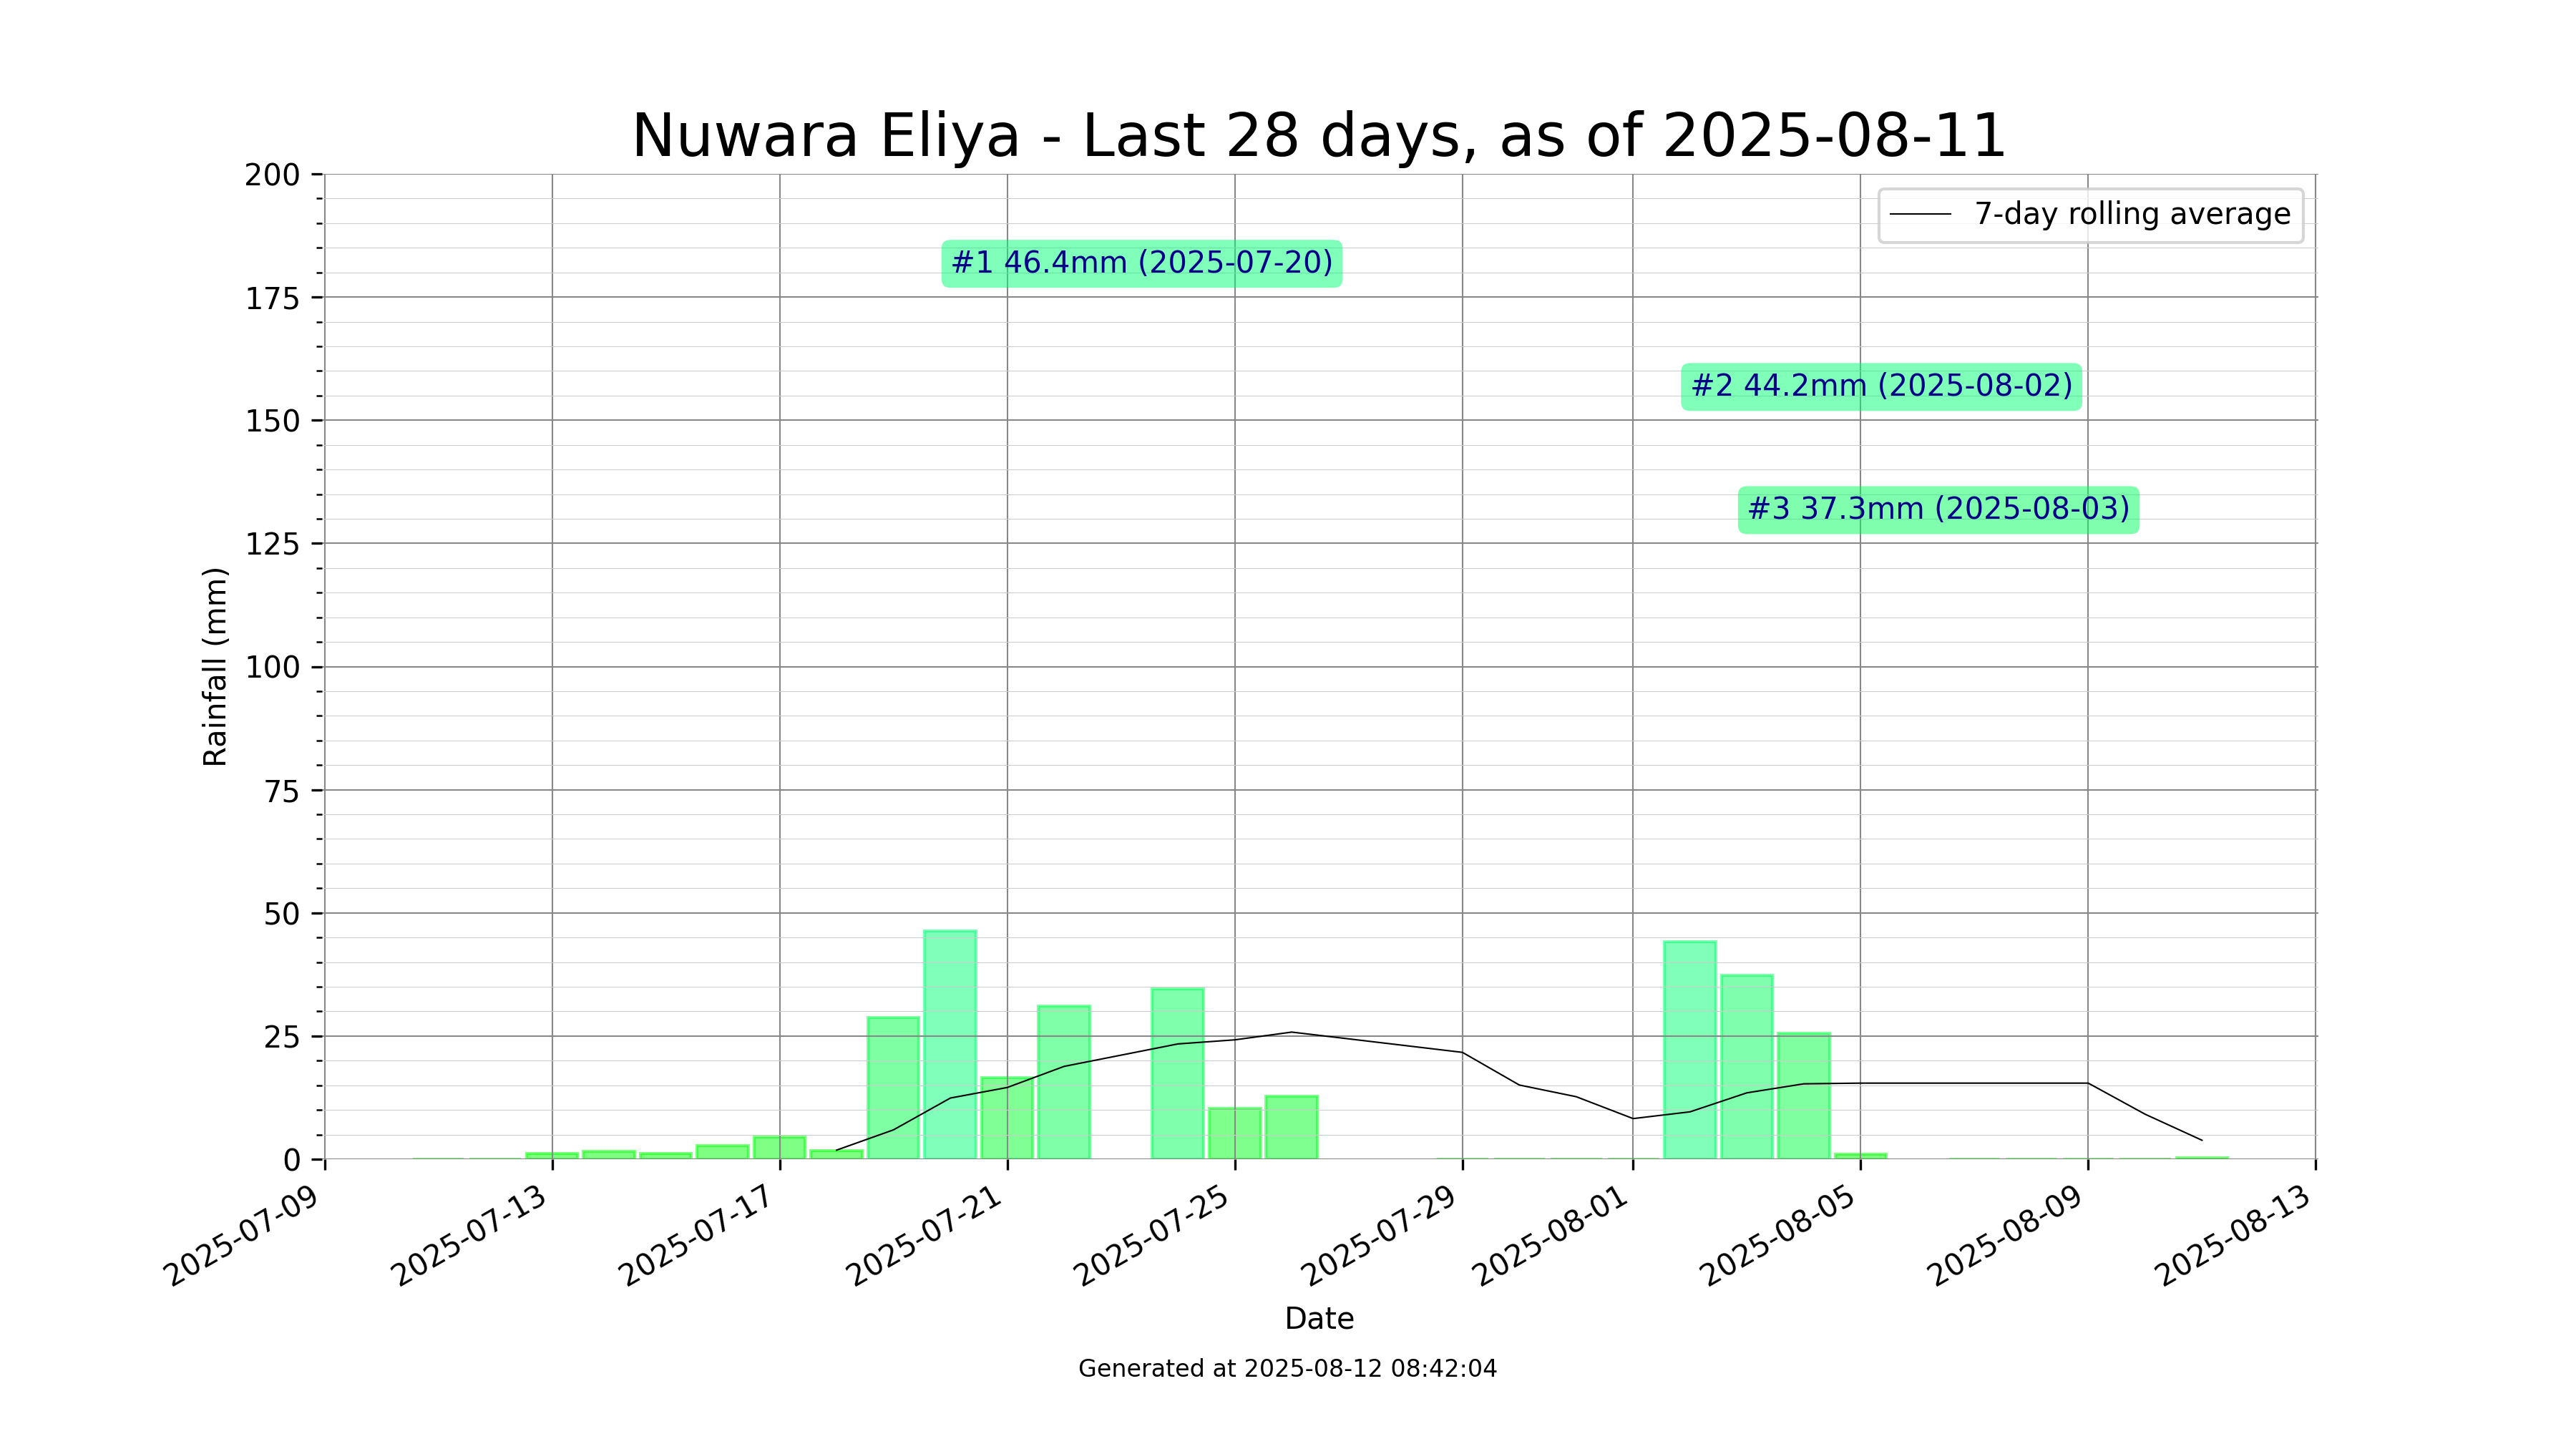 Nuwara Eliya - Last 28 days, as of 2025-08-11
7-day rolling average
#1 46.4mm (2025-07-20)
#2 44.2mm (2025-08-02)
#3 37.3mm (2025-08-03)
Rainfall (mm)
200
175
150
125
100
75
50
25
0
2025-07-09
2025-07-13
2025-07-17
2025-07-21
2025-07-25
2025-07-29
2025-08-01
2025-08-05
2025-08-09
2025-08-13
Date
Generated at 2025-08-12 08:42:04